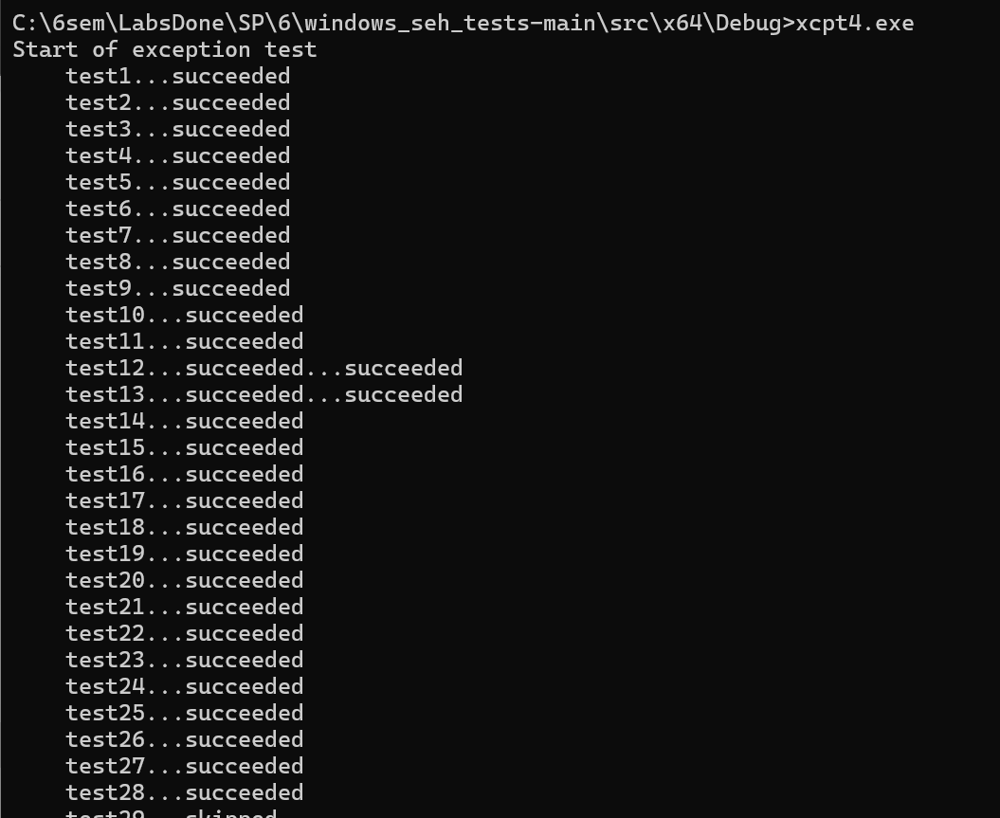 C:\6sem\LabsDone\SP\6\windows_seh_tests-main\src\x64\Debug>xcpt4.exe
Start of exception test
    test1...succeeded
    test2...succeeded
    test3...succeeded
    test4...succeeded
    test5...succeeded
    test6...succeeded
    test7...succeeded
    test8...succeeded
    test9...succeeded
    test10...succeeded
    test11...succeeded
    test12...succeeded...succeeded
    test13...succeeded...succeeded
    test14...succeeded
    test15...succeeded
    test16...succeeded
    test17...succeeded
    test18...succeeded
    test19...succeeded
    test20...succeeded
    test21...succeeded
    test22...succeeded
    test23...succeeded
    test24...succeeded
    test25...succeeded
    test26...succeeded
    test27...succeeded
    test28...succeeded
    test29...skipped